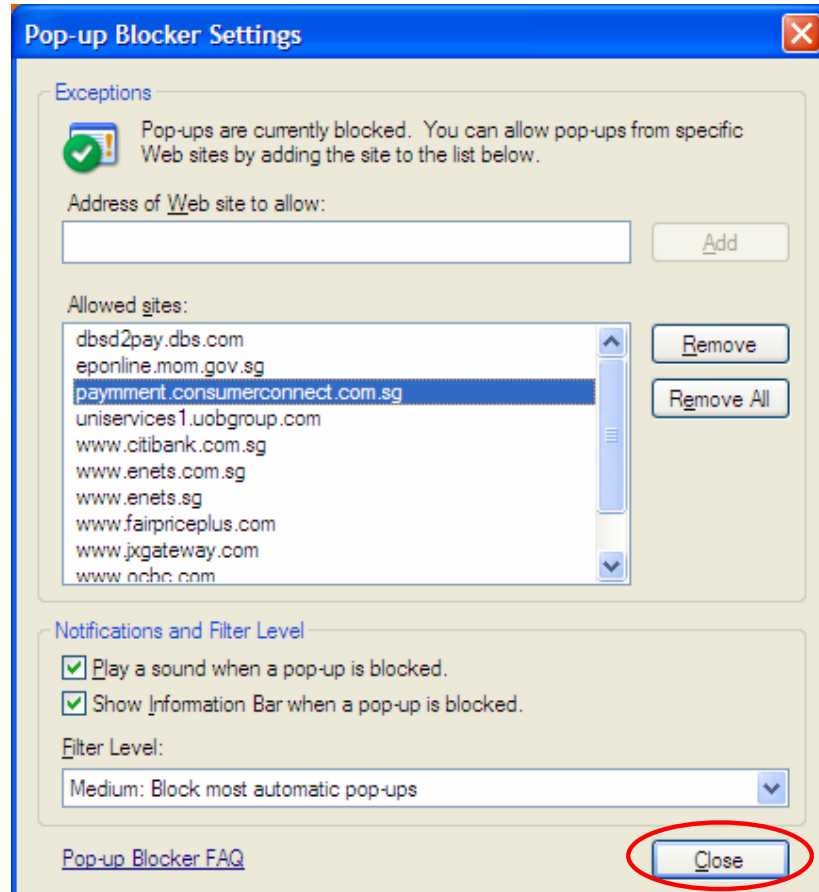 Pop-up Blocker Settings
Exceptions
Pop-ups are currently blocked. You can allow pop-ups from specific
Web sites by adding the site to the list below.
Address of Web site to allow:
Add
Allowed sites:
dbsd2pay.dbs.com
eponline.mom.gov.sg
paymment.consumerconnect.com.sg
uniservices1.uobgroup.com
www.citibank.com.sg
www.enets.com.sg
www.enets.sg
www.fairpriceplus.com
www.jxgateway.com
www.ocbc.com
Remove
Remove All
Notifications and Filter Level
Play a sound when a pop-up is blocked.
Show Information Bar when a pop-up is blocked.
Filter Level:
Medium: Block most automatic pop-ups
Pop-up Blocker FAQ
Close